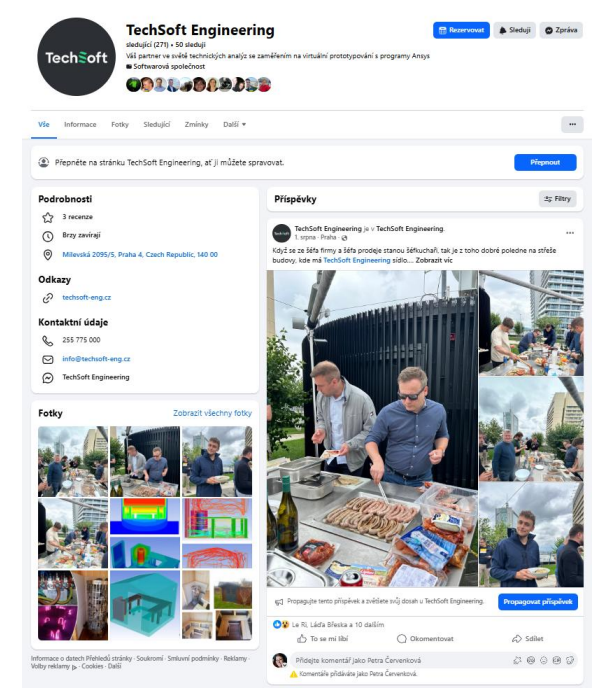 TechSoft
TechSoft Engineering
sledující (271) • 50 sledují
Váš partner ve světě technických analýz se zaměřením na virtuální prototypování s programy Ansys
Softwarová společnost
Rezervovat
Sleduji
Zpráva
Vše
Informace
Fotky
Sledující
Zmínky
Další
Přepněte na stránku TechSoft Engineering, ať ji můžete spravovat.
Přepnout
Podrobnosti
3 recenze
Brzy zavírají
Milevská 2095/5, Praha 4, Czech Republic, 140 00
Odkazy
techsoft-eng.cz
Kontaktní údaje
255 775 000
info@techsoft-eng.cz
TechSoft Engineering
Fotky
Zobrazit všechny fotky
Informace o datech Přehledů stránky · Soukromí · Smluvní podmínky · Reklamy ·
Volby reklamy · Cookies · Další
Příspěvky
Filtry
TechSoft Engineering je v TechSoft Engineering.
1. srpna · Praha ·
Když se ze šéfa firmy a šéfa prodeje stanou šéfkuchaři, tak je z toho dobré poledne na střeše
budovy, kde má TechSoft Engineering sídlo... Zobrazit víc
Propagujte tento příspěvek a zvětšete svůj dosah u TechSoft Engineering.
Propagovat příspěvek
Le Ri, Láďa Břeska a 10 dalším
To se mi líbí
Okomentovat
Sdílet
Přidejte komentář jako Petra Červenková
Komentáře přidáváte jako Petra Červenková.